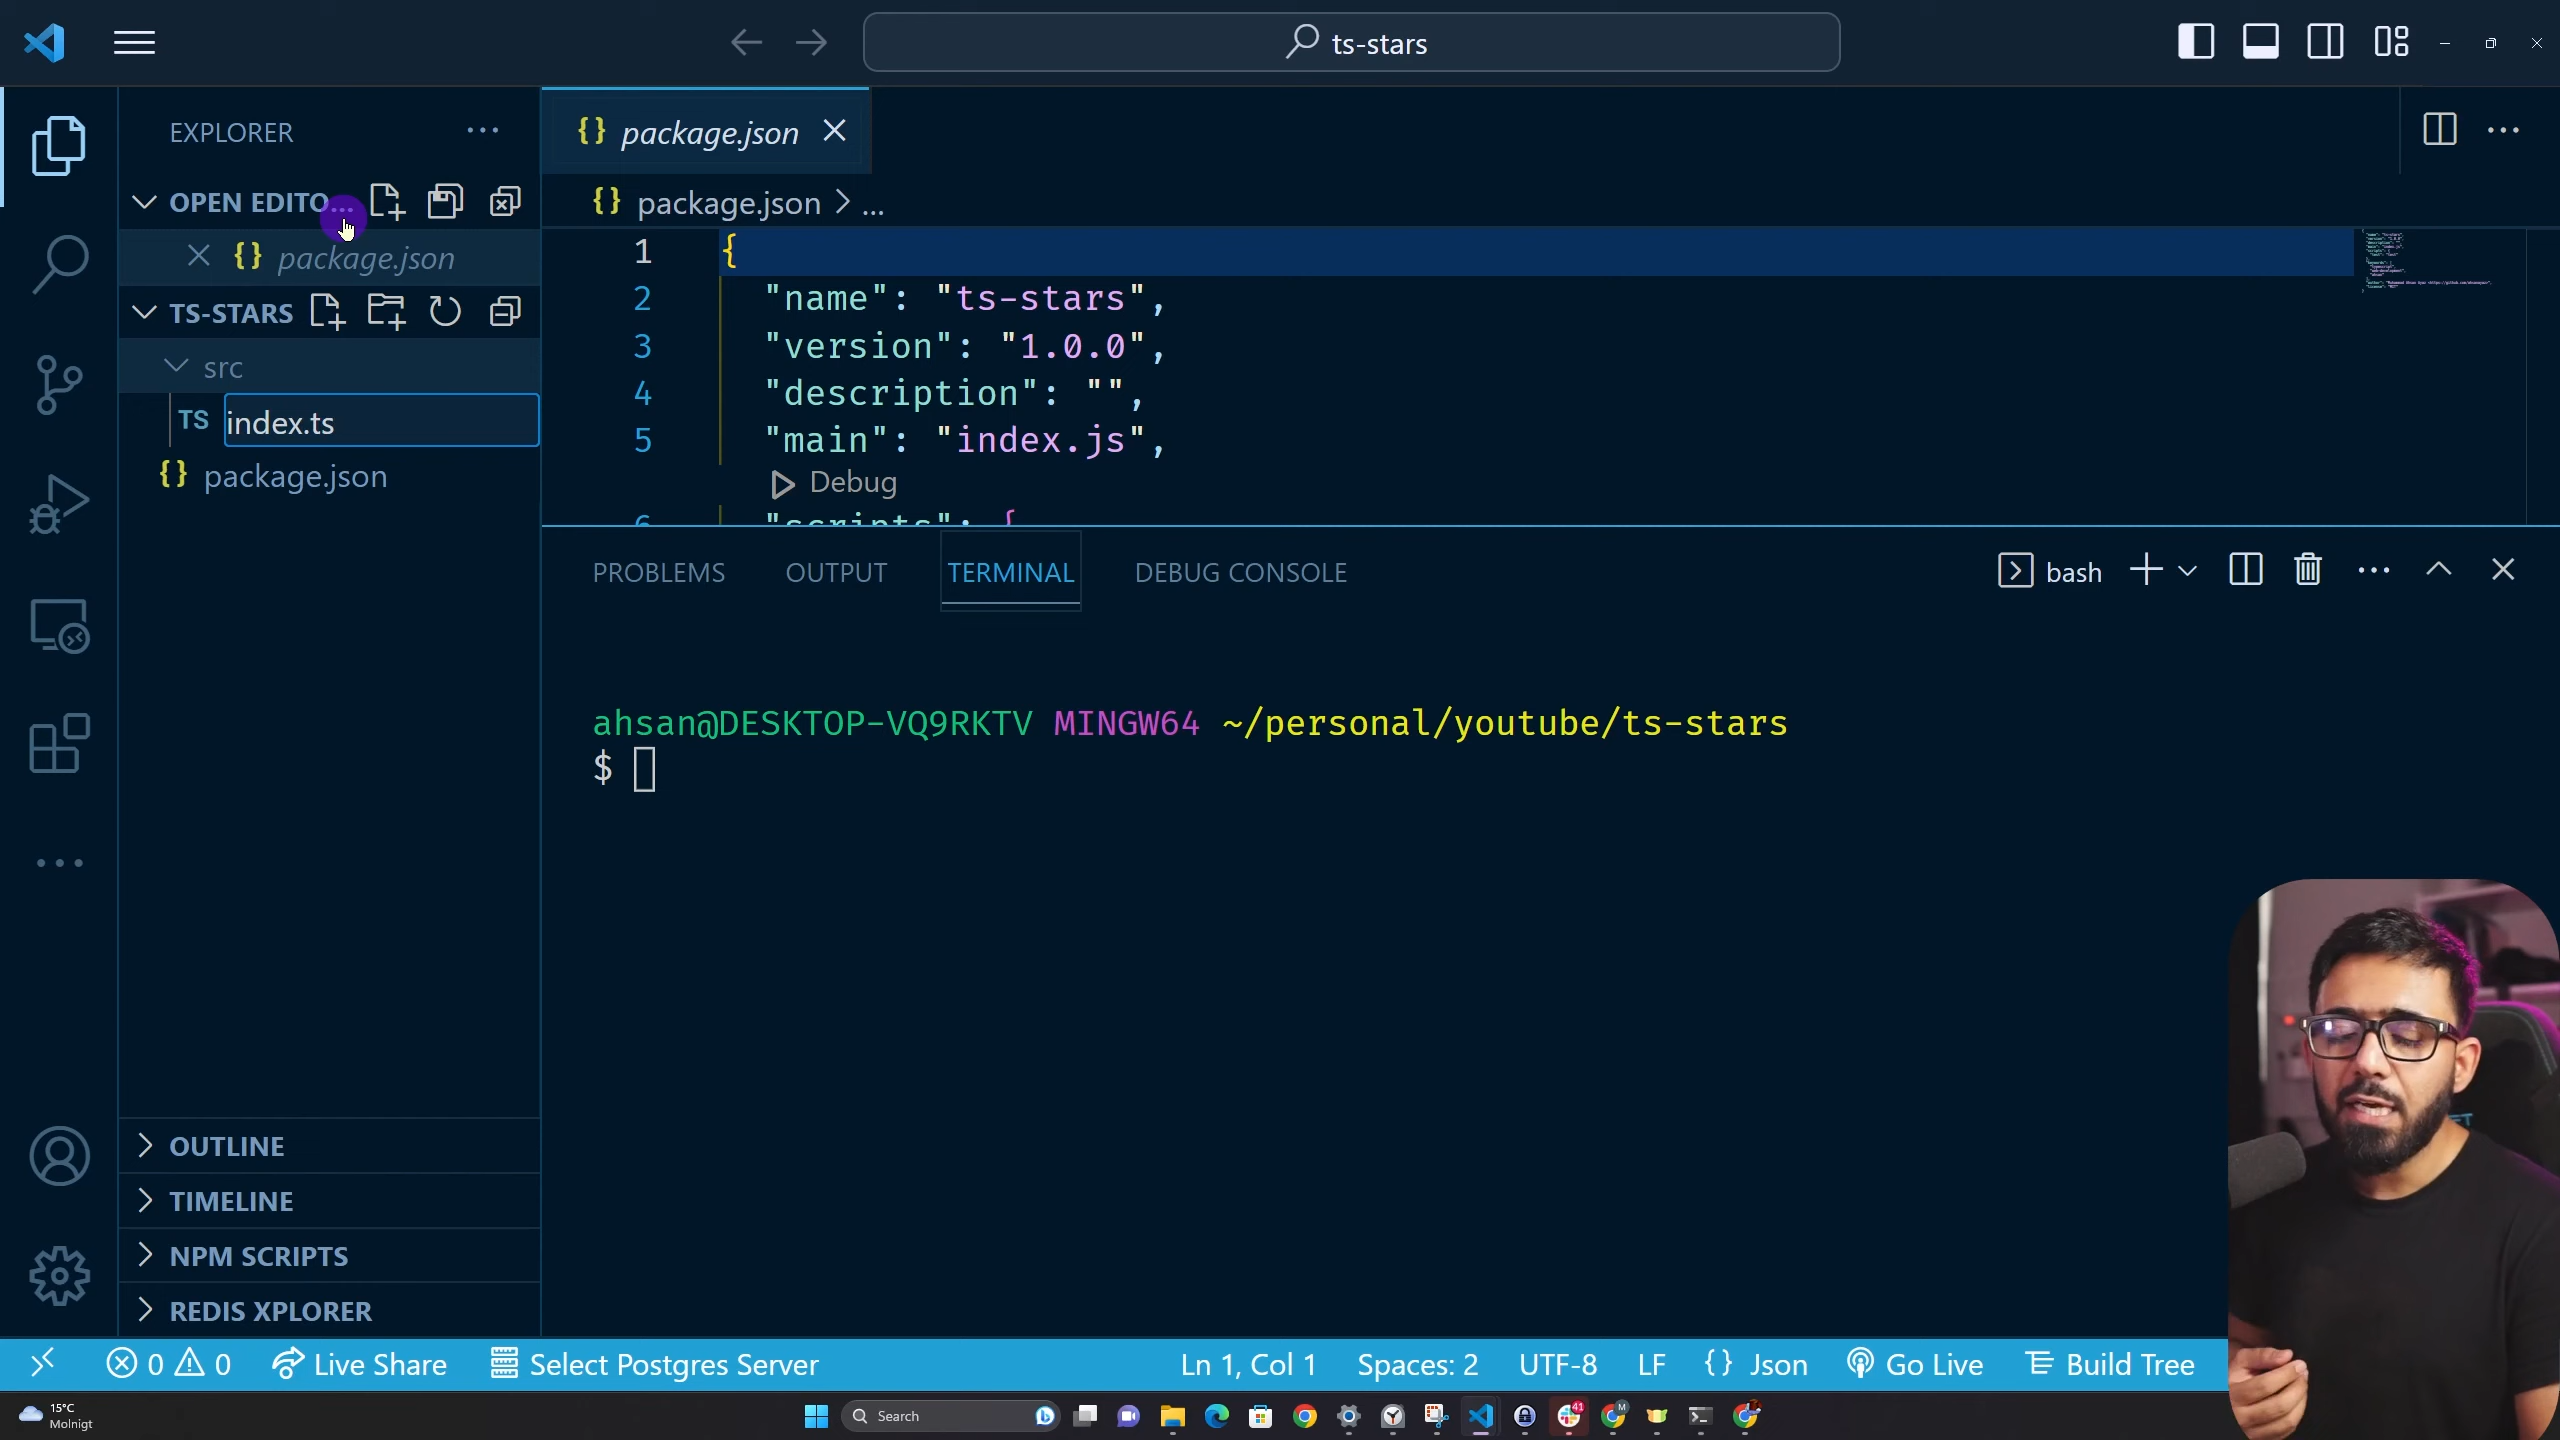 ts-stars
EXPLORER
OPEN EDITO...
package.json
TS-STARS
src
TS index.ts
{} package.json
{} package.json
{} package.json > ...
1 {
2 "name": "ts-stars",
3 "version": "1.0.0",
4 "description": "",
5 "main": "index.js",
Debug
6 "scripts": {
PROBLEMS OUTPUT TERMINAL DEBUG CONSOLE
bash
ahsan@DESKTOP-VQ9RKTV MINGW64 ~/personal/youtube/ts-stars
$
OUTLINE
TIMELINE
NPM SCRIPTS
REDIS XPLORER
0 0 Live Share Select Postgres Server Ln 1, Col 1 Spaces: 2 UTF-8 LF {} Json Go Live Build Tree
15°C
Molnigt
Search
41
M